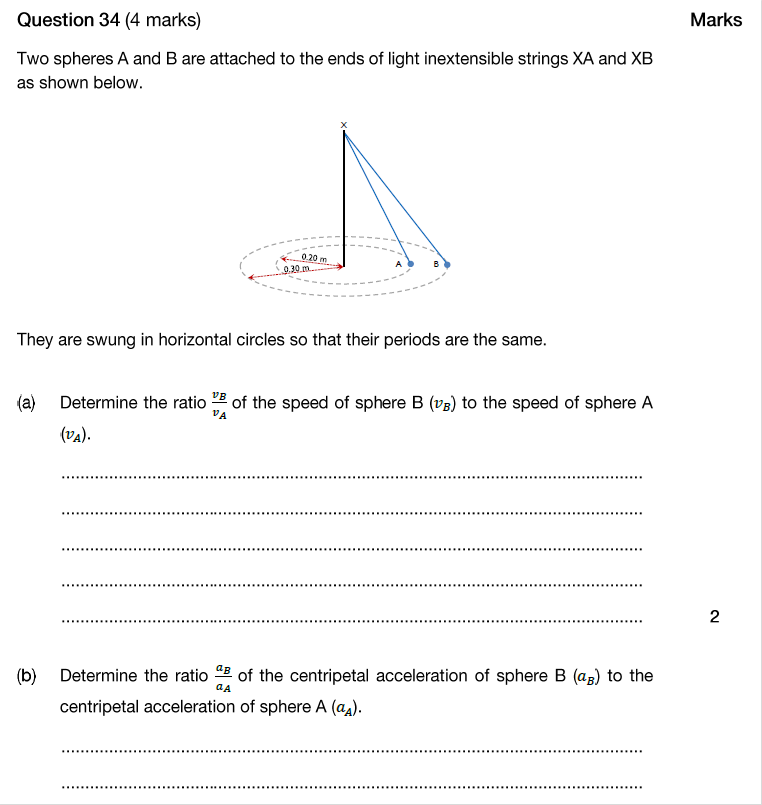 Question 34 (4 marks) Marks
Two spheres A and B are attached to the ends of light inextensible strings XA and XB
as shown below.
X
0.20 m
0.30 m
A
B
They are swung in horizontal circles so that their periods are the same.
(a) Determine the ratio v_B/v_A of the speed of sphere B (v_B) to the speed of sphere A
(v_A).
................................................................
................................................................
................................................................
................................................................
................................................................ 2
(b) Determine the ratio a_B/a_A of the centripetal acceleration of sphere B (a_B) to the
centripetal acceleration of sphere A (a_A).
................................................................
................................................................